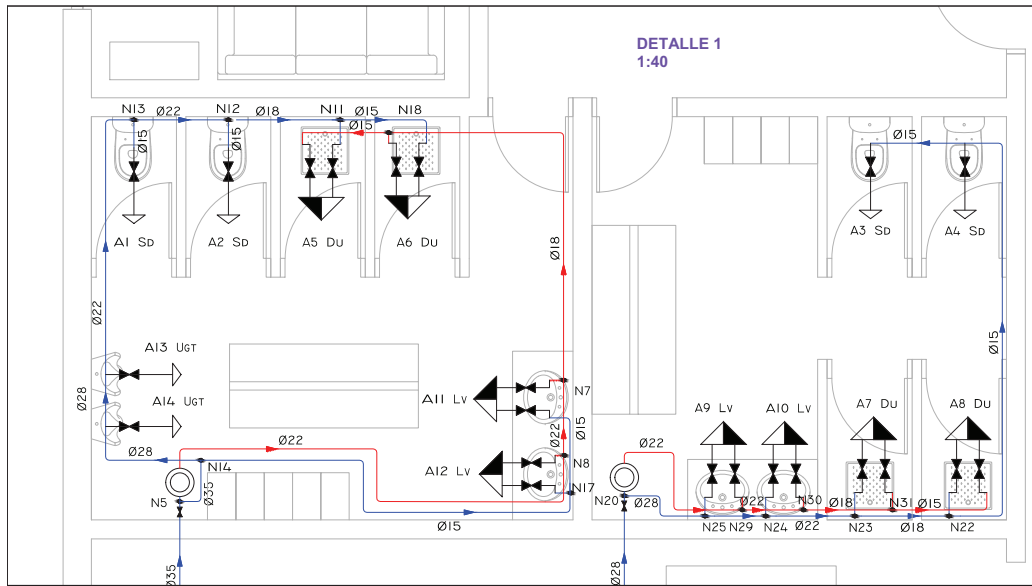 DETALLE 1
1:40
N13 Ø22 N12 Ø18 N11 Ø15 N18
Ø15
Ø15 Ø15
Ø15
A1 SD A2 SD A5 DU A6 DU
A3 SD A4 SD
Ø18
Ø22
Ø15
A13 UGT
A14 UGT
Ø28
A11 LV
N7
Ø15
Ø22
A9 LV A10 LV A7 DU A8 DU
Ø28 Ø22
N14
A12 LV
N8
N17
Ø22
N5
Ø35
N20
Ø28
Ø22
N30
Ø18
N31
Ø15
Ø15
N25 N29 N24 Ø22 N23 Ø18 N22
Ø35
Ø28